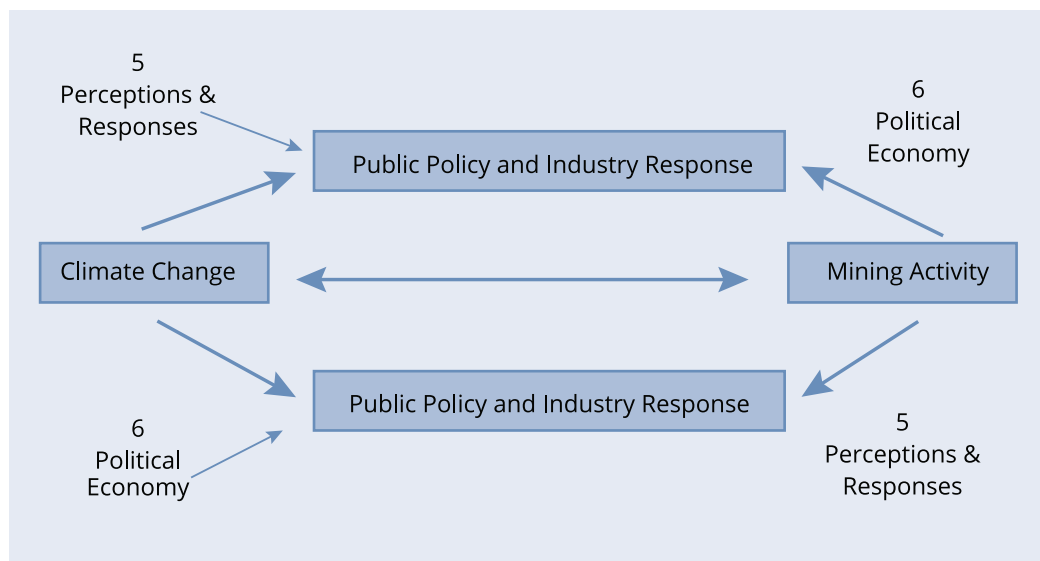 5
Perceptions &
Responses
6
Political
Economy
Public Policy and Industry Response
Climate Change
Mining Activity
Public Policy and Industry Response
6
Political
Economy
5
Perceptions &
Responses